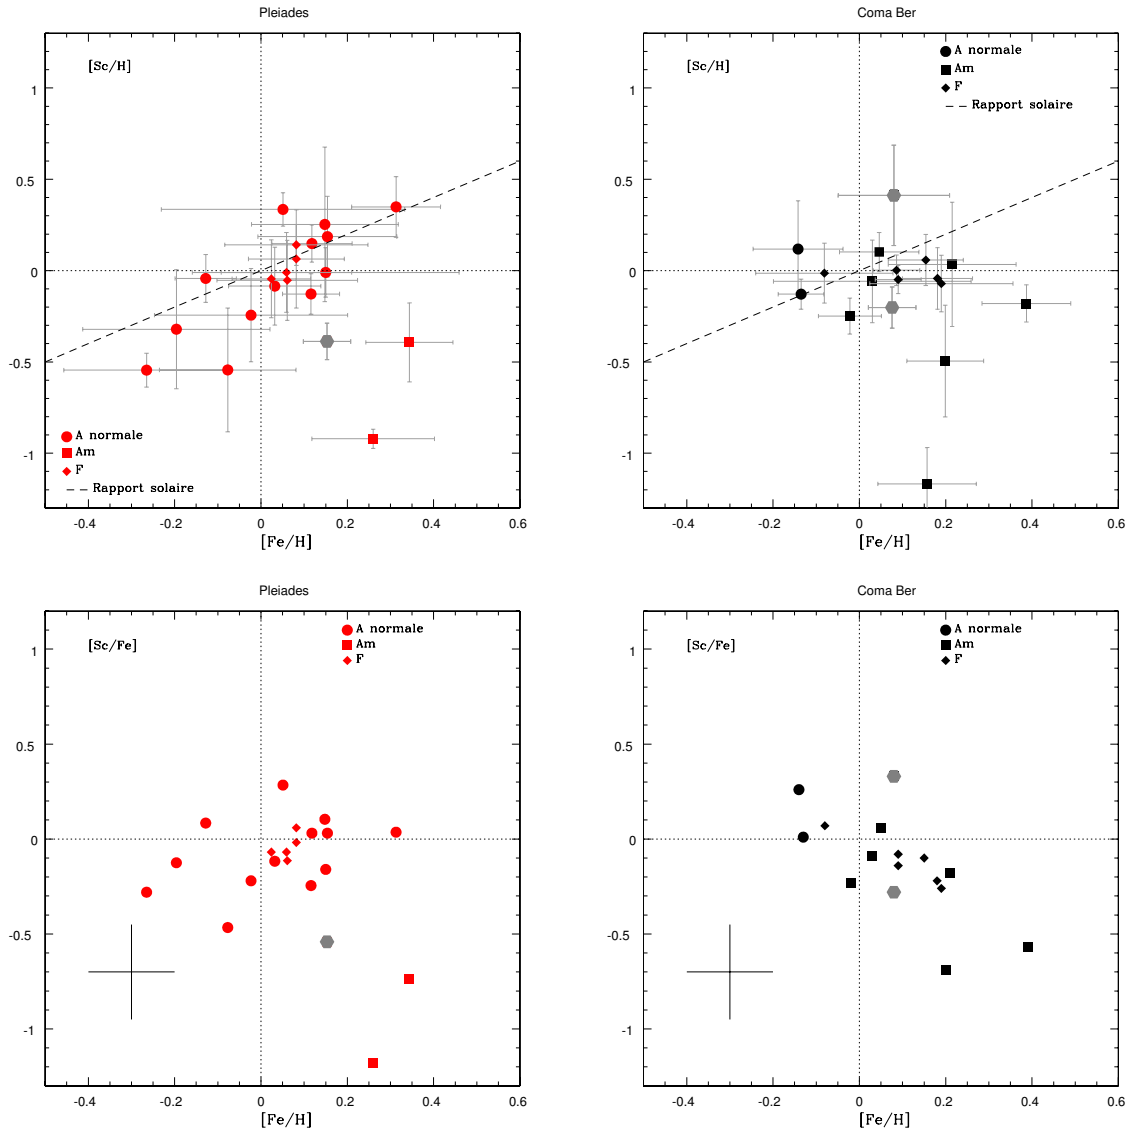 Pleiades
[Sc/H]
1
0.5
0
-0.5
-1
A normale
Am
F
Rapport solaire
-0.4
-0.2
0
0.2
0.4
0.6
[Fe/H]
Coma Ber
[Sc/H]
A normale
Am
F
Rapport solaire
1
0.5
0
-0.5
-1
-0.4
-0.2
0
0.2
0.4
0.6
[Fe/H]
Pleiades
[Sc/Fe]
A normale
Am
F
1
0.5
0
-0.5
-1
-0.4
-0.2
0
0.2
0.4
0.6
[Fe/H]
Coma Ber
[Sc/Fe]
A normale
Am
F
1
0.5
0
-0.5
-1
-0.4
-0.2
0
0.2
0.4
0.6
[Fe/H]